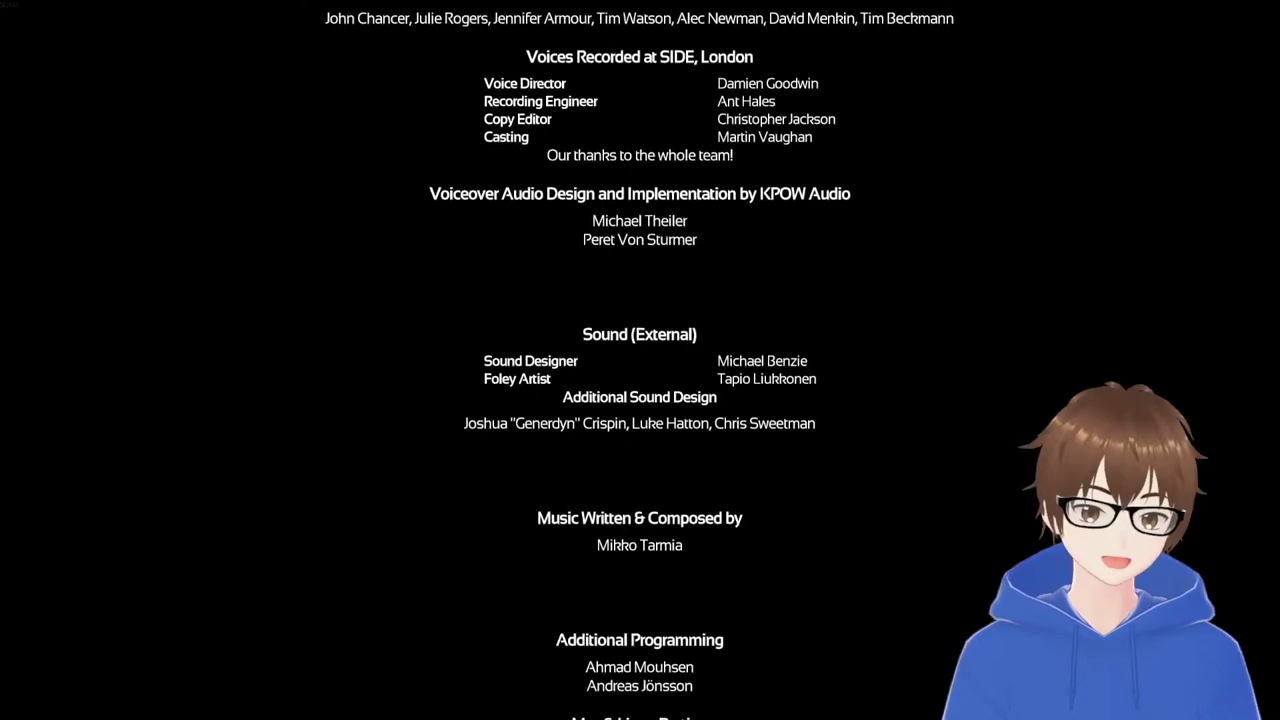 John Chancer, Julie Rogers, Jennifer Armour, Tim Watson, Alec Newman, David Menkin, Tim Beckmann
Voices Recorded at SIDE, London
Voice Director Damien Goodwin
Recording Engineer Ant Hales
Copy Editor Christopher Jackson
Casting Martin Vaughan
Our thanks to the whole team!
Voiceover Audio Design and Implementation by KPOW Audio
Michael Theiler
Peret Von Sturmer
Sound (External)
Sound Designer Michael Benzie
Foley Artist Tapio Liukkonen
Additional Sound Design
Joshua "Generdyn" Crispin, Luke Hatton, Chris Sweetman
Music Written & Composed by
Mikko Tarmia
Additional Programming
Ahmad Mouhsen
Andreas Jönsson